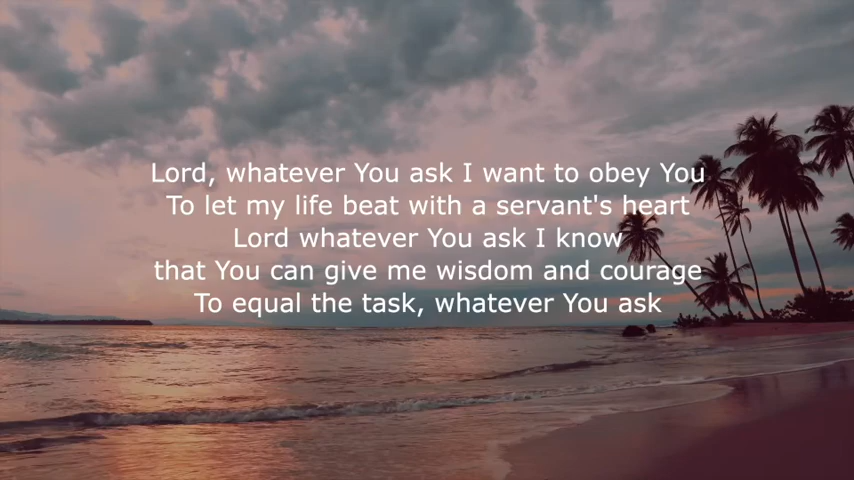 Lord, whatever You ask I want to obey You
To let my life beat with a servant's heart
Lord whatever You ask I know
that You can give me wisdom and courage
To equal the task, whatever You ask